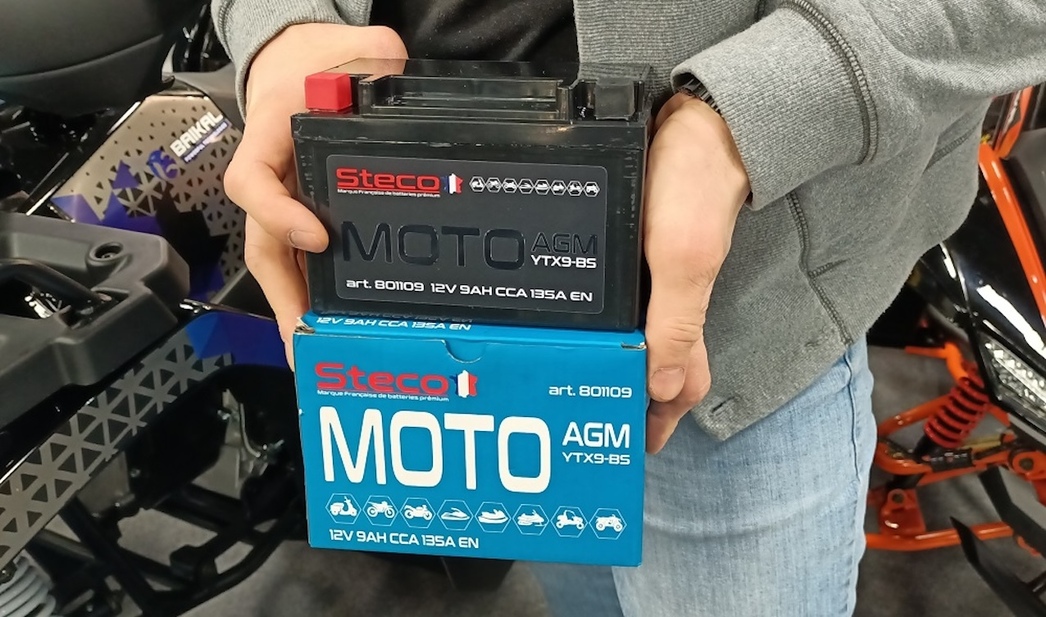 BAIKAL
Steco
Marque Française de batteries prémium
MOTO AGM
YTX9-BS
art. 801109 12V 9AH CCA 135A EN
12V 9AH CCA 135A EN
Steco
Marque Française de batteries prémium
art. 801109
MOTO AGM
YTX9-BS
12V 9AH CCA 135A EN